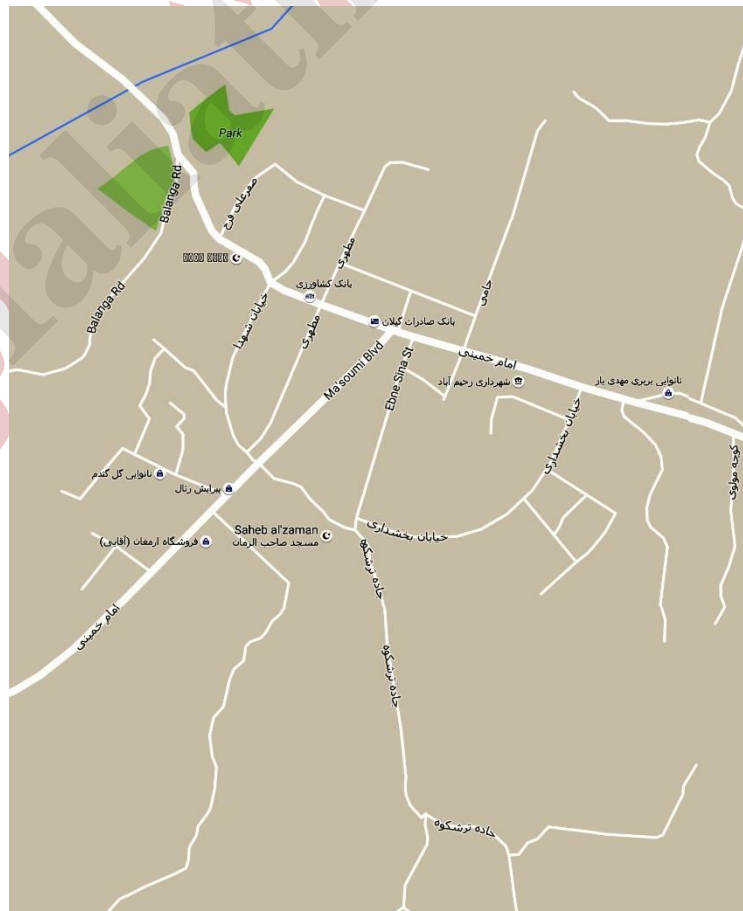 Park
Balanga Rd
صفرعلی فرج
Balanga Rd
مطهری
بانک کشاورزی
جامی
خیابان شهدا
مطهری
بانک صادرات گیلان
Ma'soumi Blvd
Ebne Sina St
امام خمینی
شهرداری رحیم آباد
نانوایی بربری مهدی یار
خیابان بخشداری
کوچه مولوی
نانوایی گل گندم
پیرایش رئال
Saheb al'zaman
مسجد صاحب الزمان
خیابان بخشداری
فروشگاه ارمغان (آقایی)
جاده ترشکوه
امام خمینی
جاده ترشکوه
جاده ترشکوه